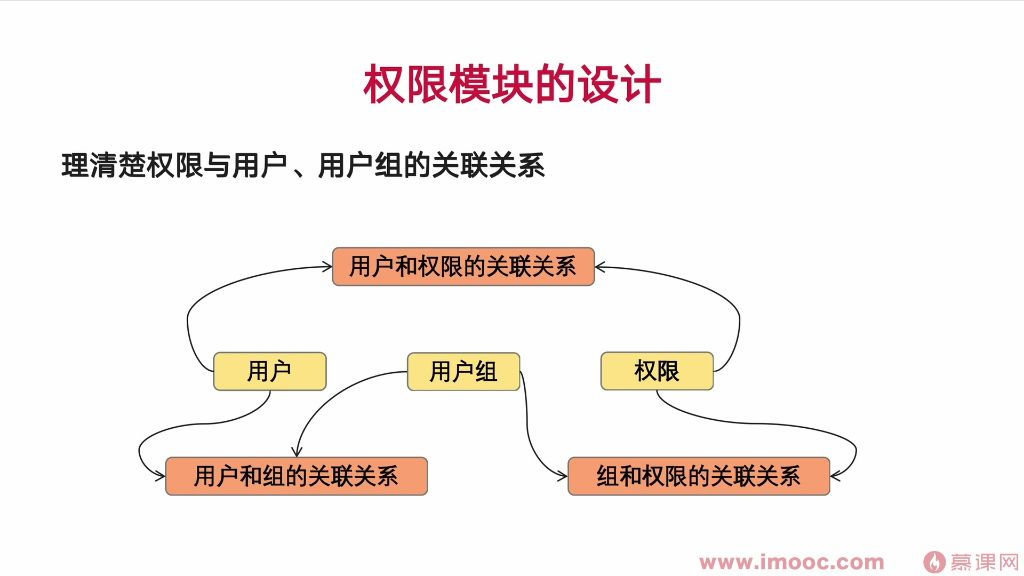 权限模块的设计
理清楚权限与用户、用户组的关联关系
用户和权限的关联关系
用户
用户组
权限
用户和组的关联关系
组和权限的关联关系
www.imooc.com
慕课网